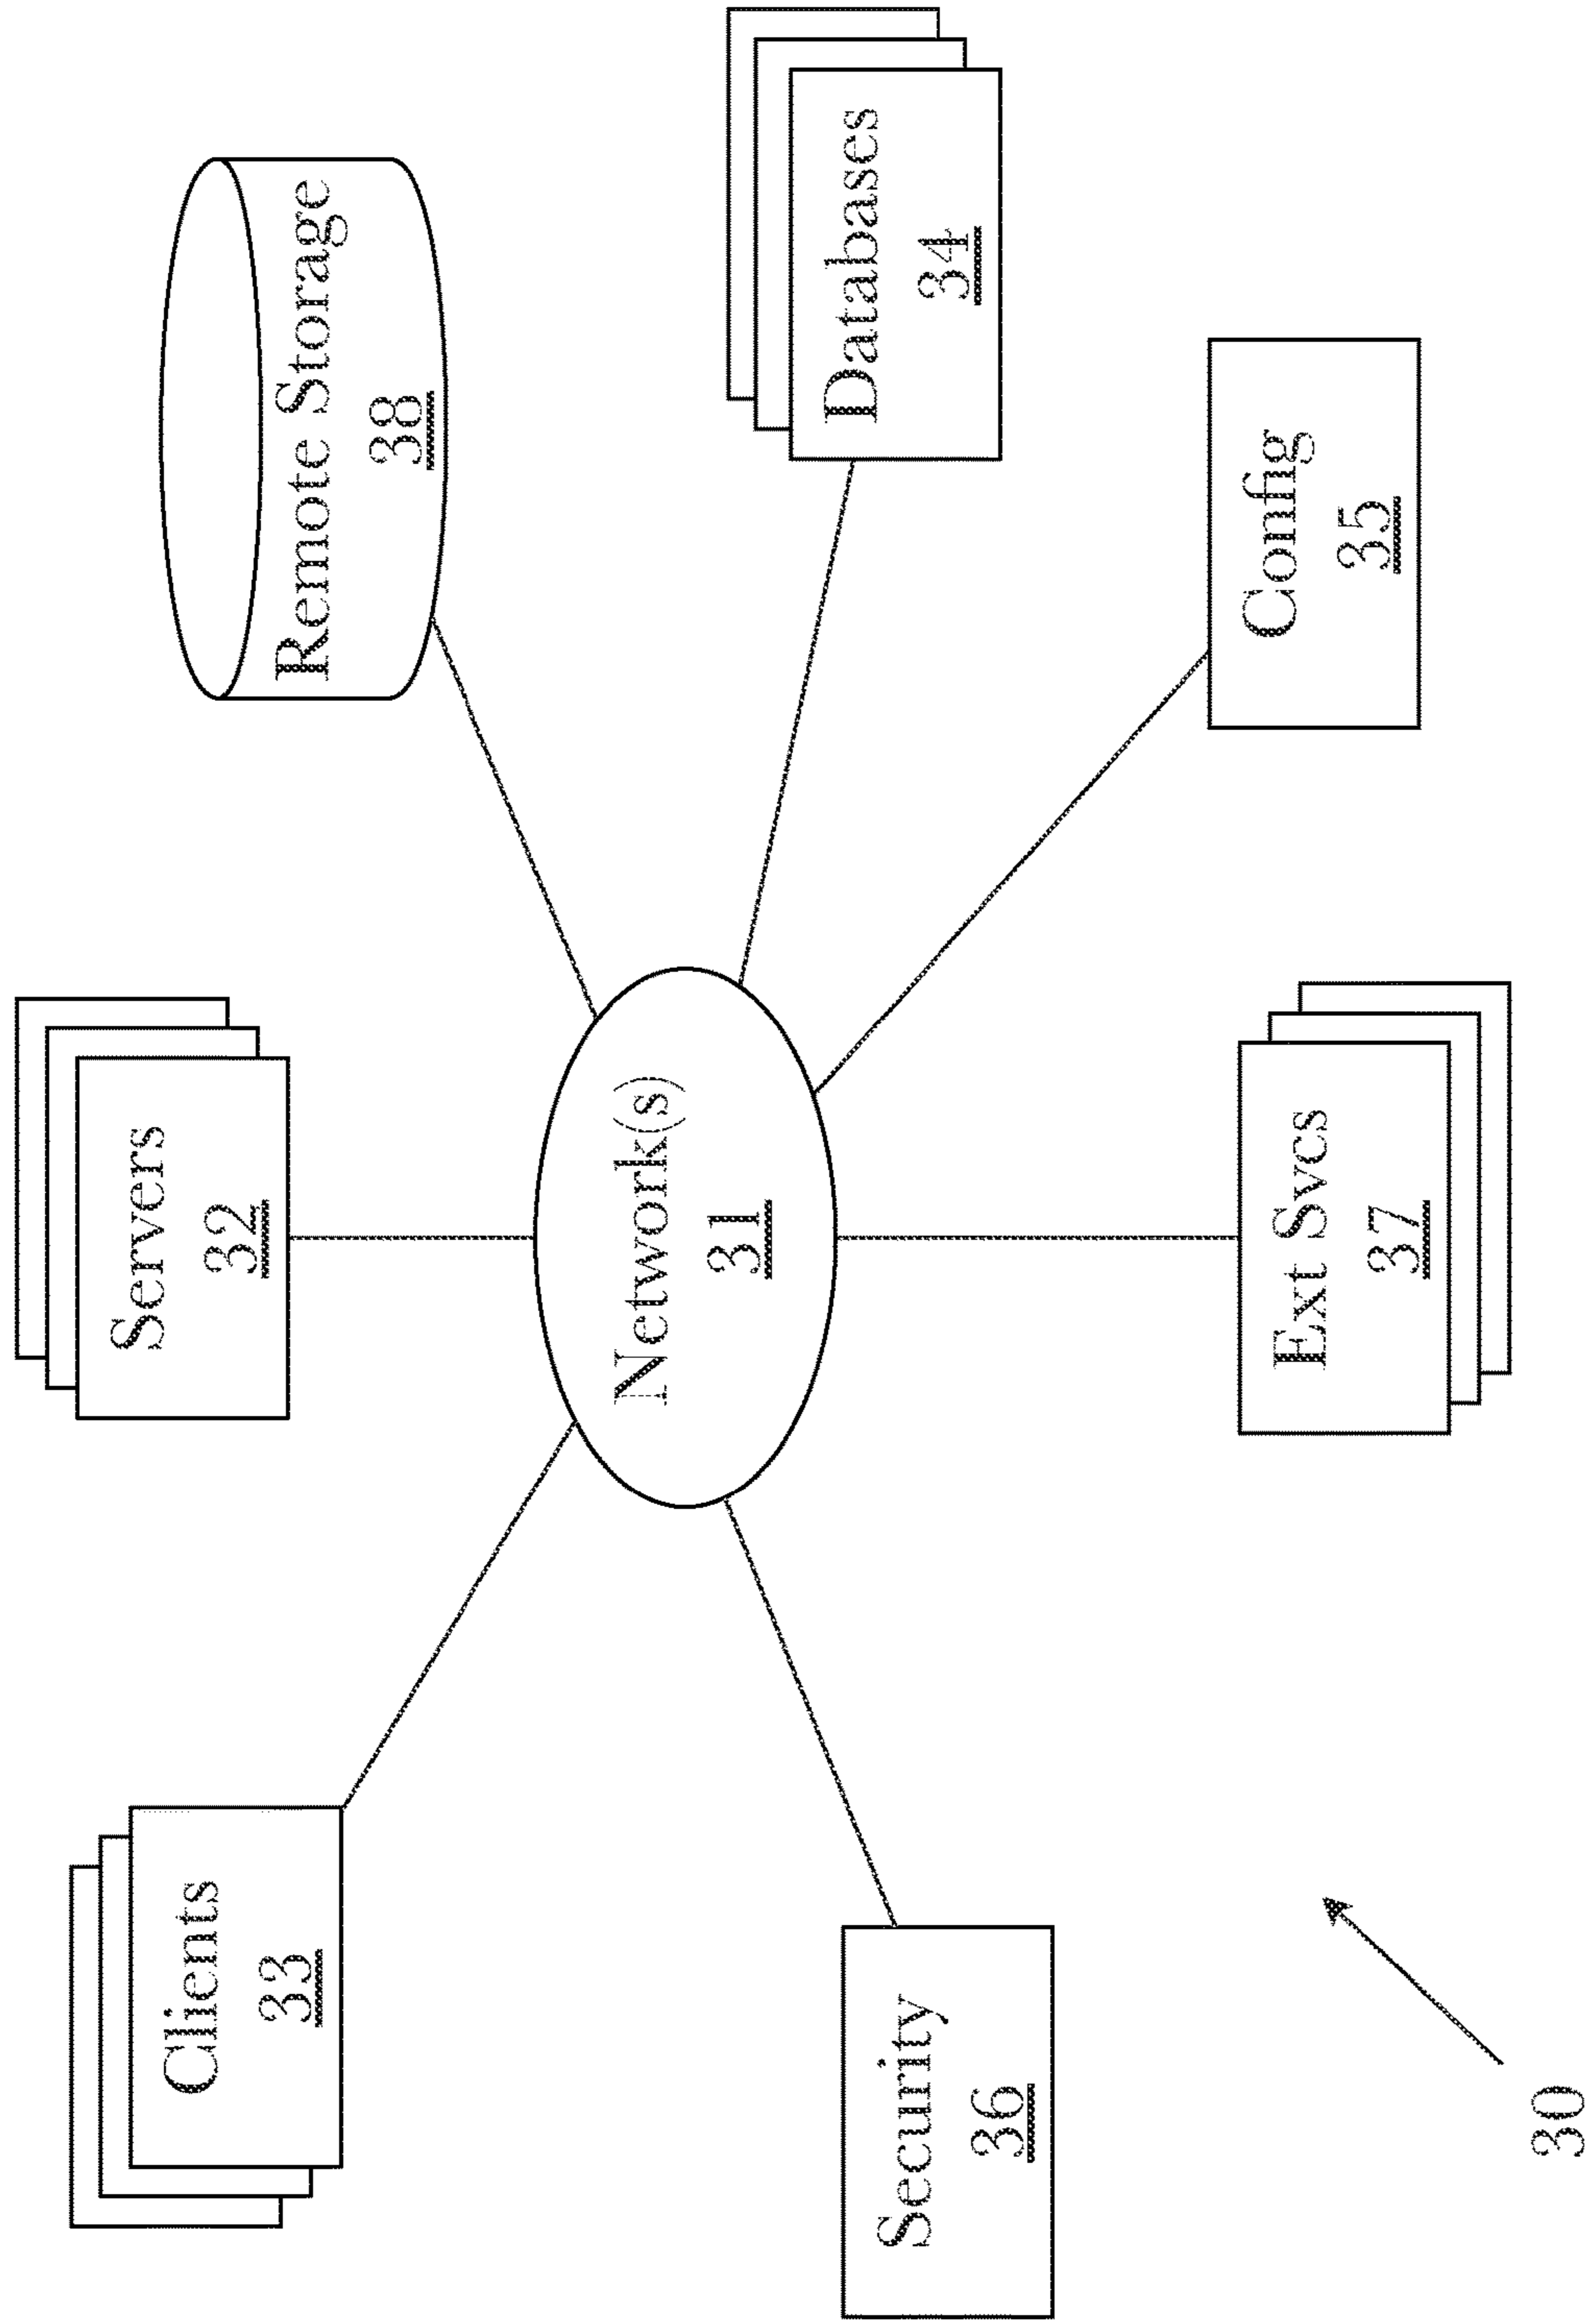 Servers
32
Clients
33
Remote Storage
38
Network(s)
31
Databases
34
Security
36
Config
35
Ext Svcs
37
30